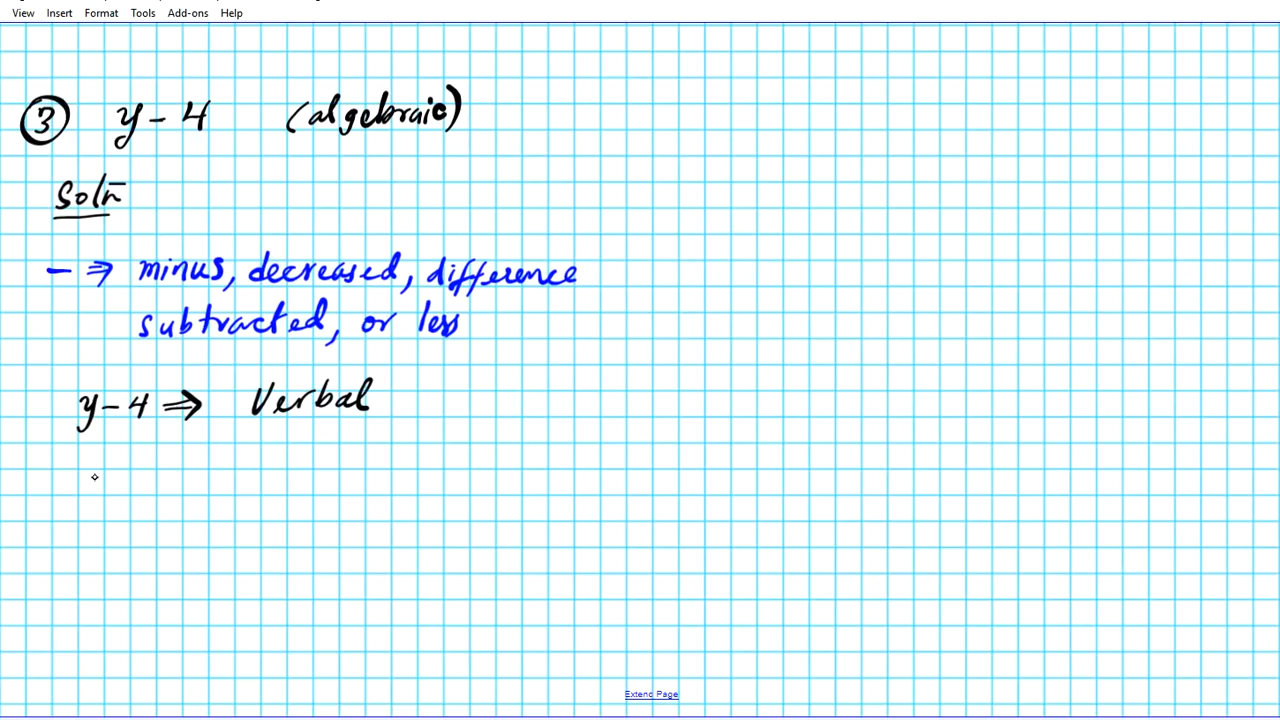 View Insert Format Tools Add-ons Help
③ y - 4 (algebraic)
Solñ
- ⇒ minus, decreased, difference
subtracted, or less
y - 4 ⇒ Verbal
Extend Page